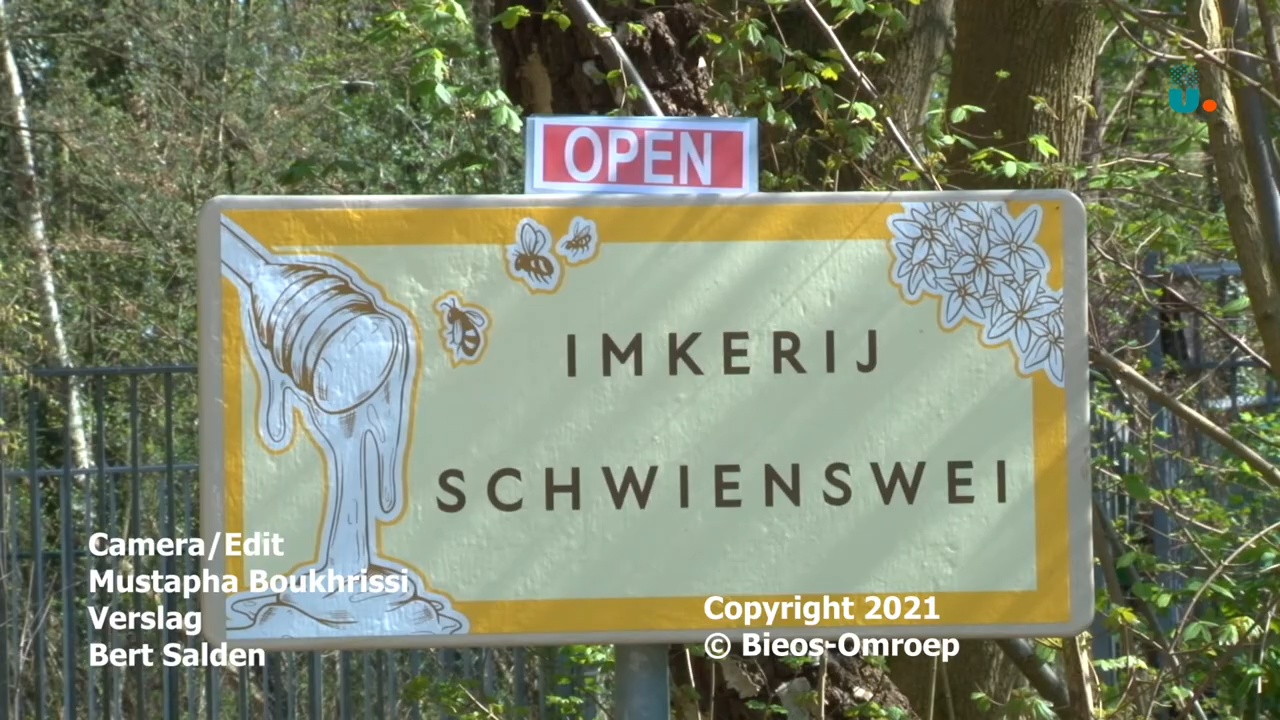 OPEN
IMKERIJ
SCHWIENSWEI
Camera/Edit
Mustapha Boukhrissi
Verslag
Bert Salden
Copyright 2021
© Bieos-Omroep
U.